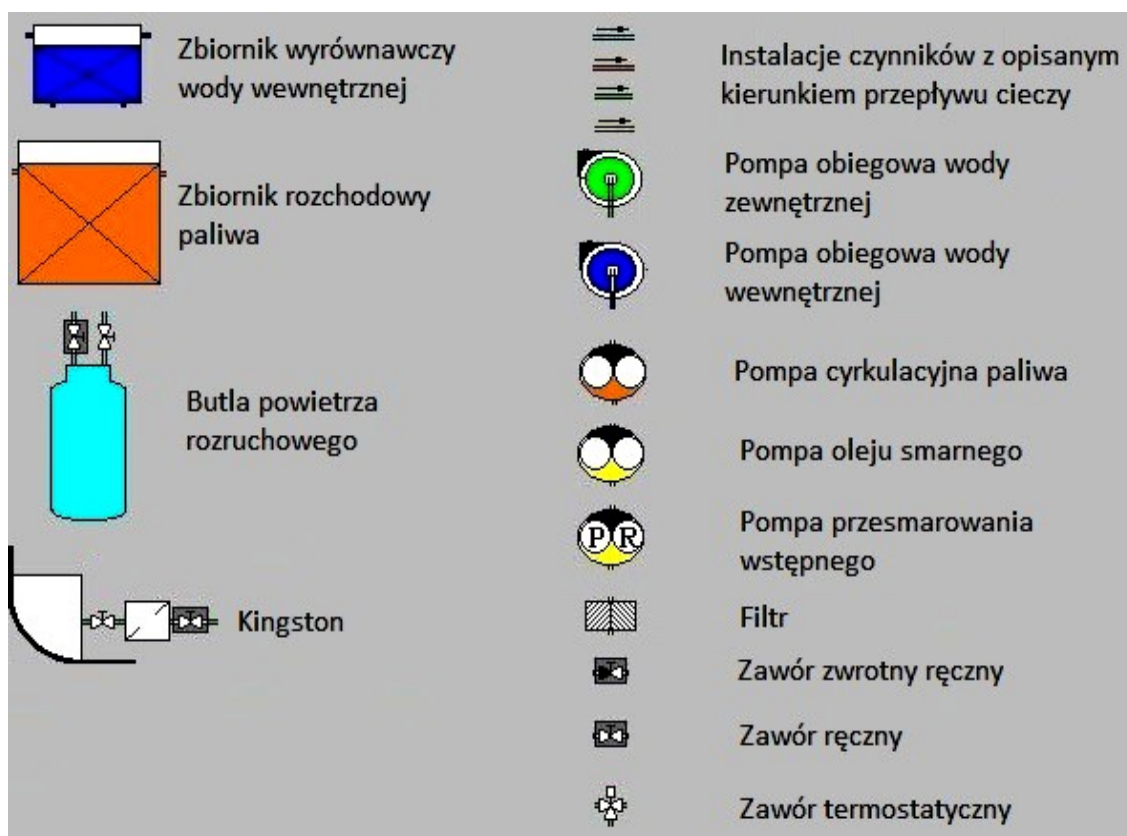 Zbiornik wyrównawczy
wody wewnętrznej
Zbiornik rozchodowy
paliwa
Butla powietrza
rozruchowego
Kingston
Instalacje czynników z opisanym
kierunkiem przepływu cieczy
Pompa obiegowa wody
zewnętrznej
Pompa obiegowa wody
wewnętrznej
Pompa cyrkulacyjna paliwa
Pompa oleju smarnego
P R
Pompa przesmarowania
wstępnego
Filtr
Zawór zwrotny ręczny
Zawór ręczny
Zawór termostatyczny